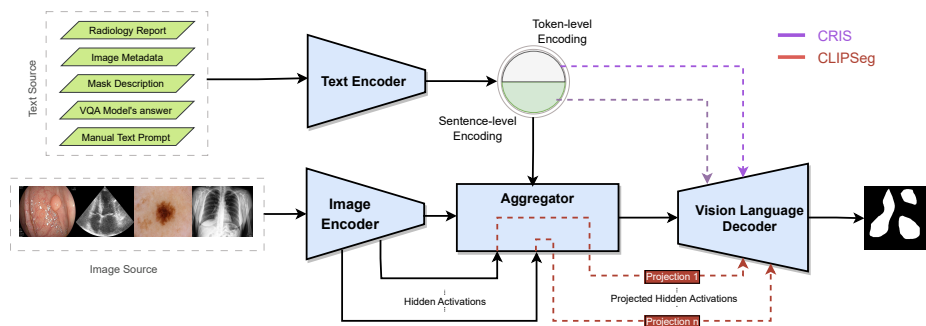 Text Source
Radiology Report
Image Metadata
Mask Description
VQA Model's answer
Manual Text Prompt
Text Encoder
Token-level
Encoding
Sentence-level
Encoding
CRIS
CLIPSeg
Image Source
Image
Encoder
Aggregator
Vision Language
Decoder
Hidden Activations
Projection 1
Projected Hidden Activations
Projection n